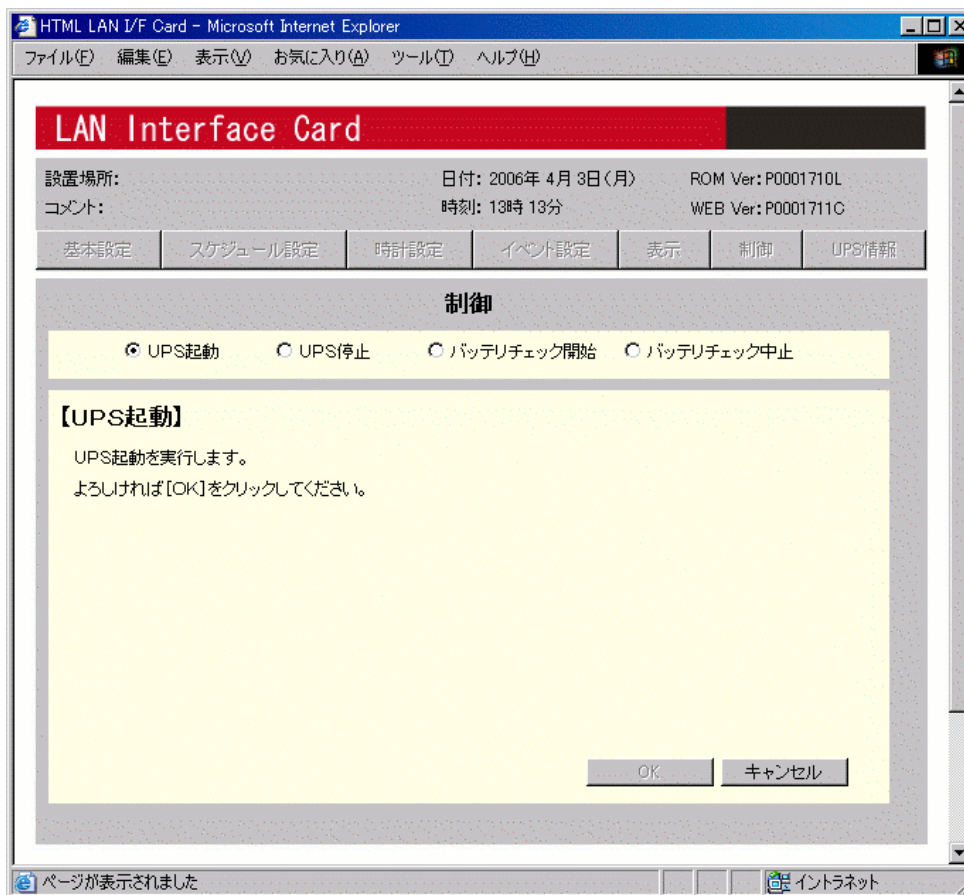 HTML LAN I/F Card - Microsoft Internet Explorer
ファイル(F) 編集(E) 表示(V) お気に入り(A) ツール(T) ヘルプ(H)
LAN Interface Card
設置場所: 日付: 2006年 4月 3日(月) ROM Ver: P0001710L
コメント: 時刻: 13時 13分 WEB Ver: P0001711C
基本設定 スケジュール設定 時計設定 イベント設定 表示 制御 UPS情報
制御
UPS起動 UPS停止 バッテリチェック開始 バッテリチェック中止
【UPS起動】
UPS起動を実行します。
よろしければ[OK]をクリックしてください。
OK キャンセル
ページが表示されました イントラネット